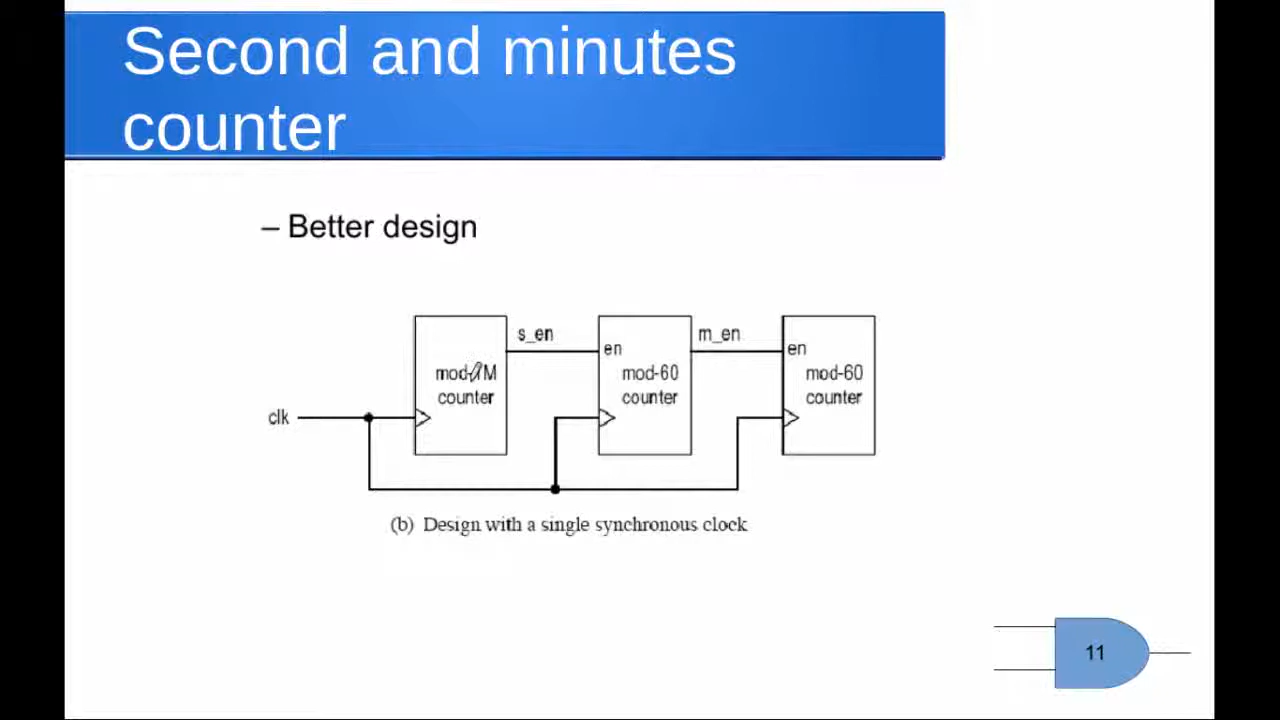 Second and minutes
counter
– Better design
s_en
m_en
en
en
mod-1M
counter
mod-60
counter
mod-60
counter
clk
(b) Design with a single synchronous clock
11